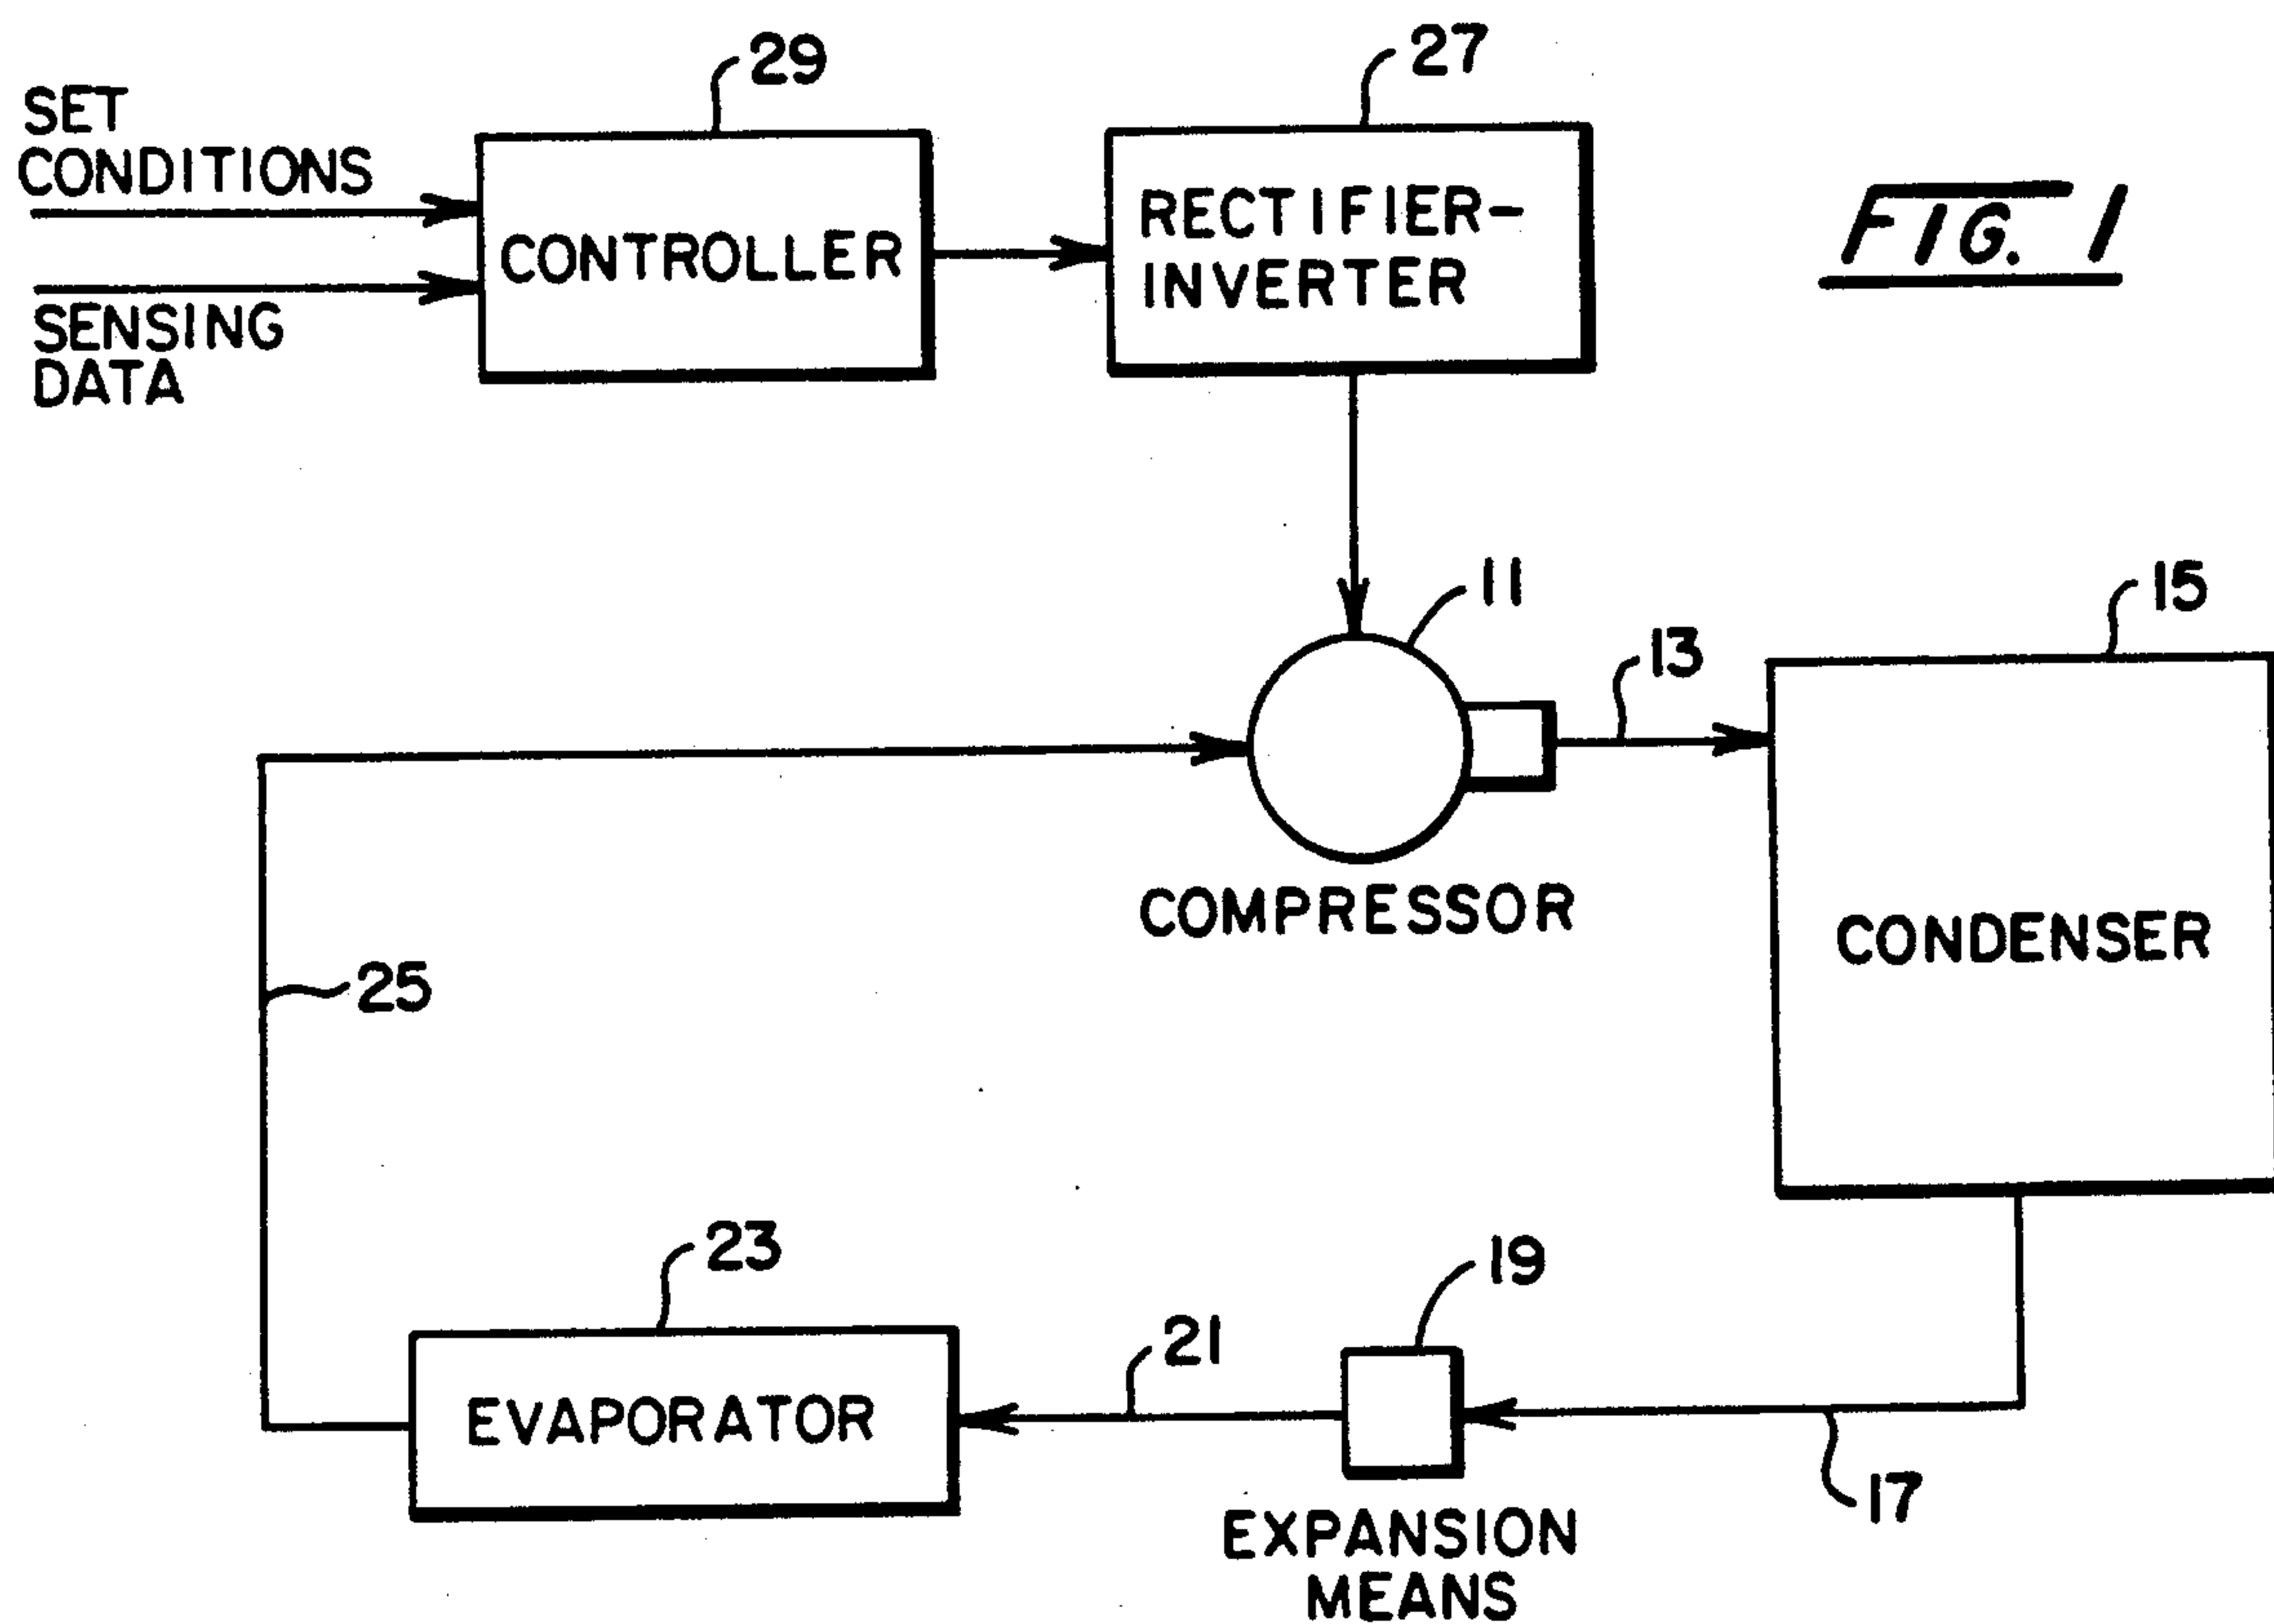 29
27
SET
CONDITIONS
CONTROLLER
RECTIFIER-
INVERTER
FIG. 1
SENSING
DATA
11
15
13
COMPRESSOR
CONDENSER
25
23
19
21
EVAPORATOR
17
EXPANSION
MEANS